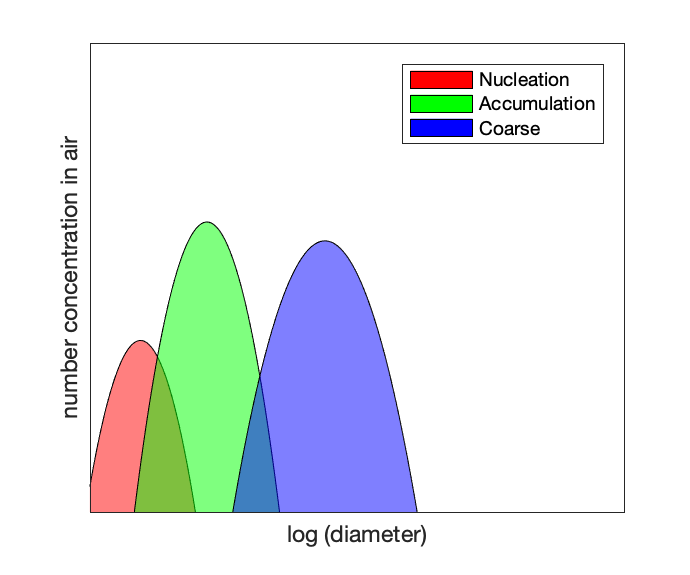 Nucleation
Accumulation
Coarse
number concentration in air
log (diameter)